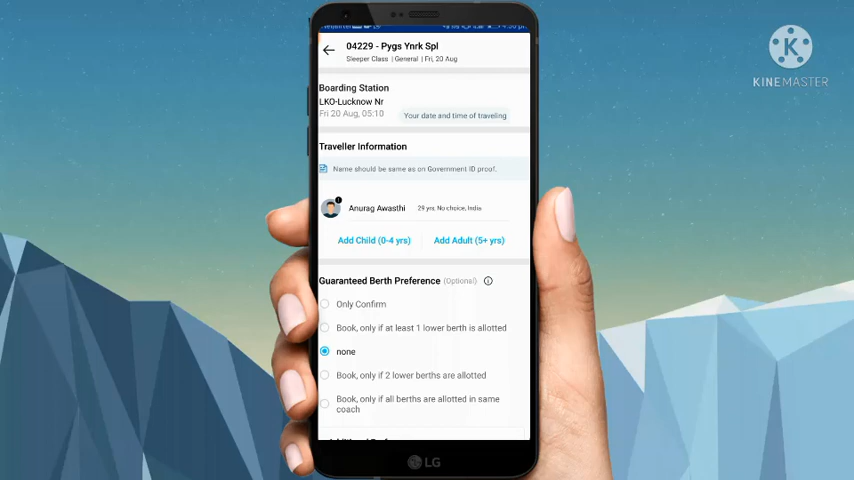 04229 - Pygs Ynrk Spl
Sleeper Class | General | Fri, 20 Aug
Boarding Station
LKO-Lucknow Nr
Fri 20 Aug, 05:10
Your date and time of traveling
Traveller Information
Name should be same as on Government ID proof.
Anurag Awasthi 29 yrs, No choice, India
Add Child (0-4 yrs) Add Adult (5+ yrs)
Guaranteed Berth Preference (Optional)
Only Confirm
Book, only if at least 1 lower berth is allotted
none
Book, only if 2 lower berths are allotted
Book, only if all berths are allotted in same
coach
LG
K
KINEMASTER